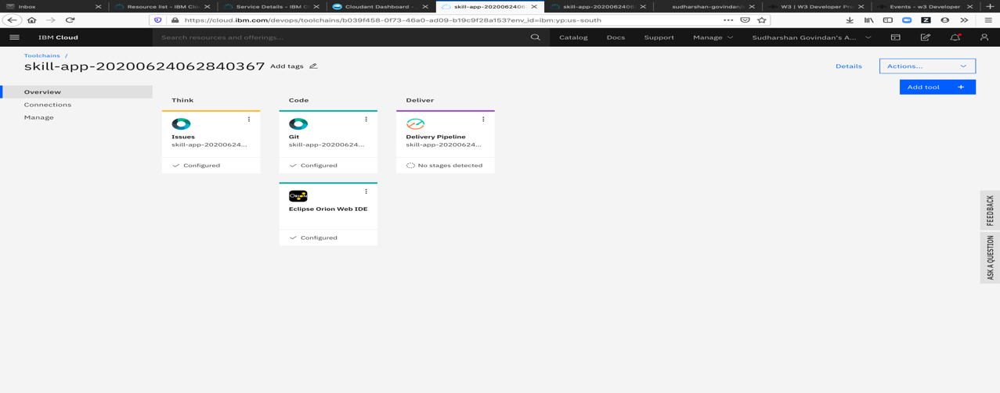 Inbox
Resource list – IBM Clo
Service Details – IBM C
Cloudant Dashboard –
skill-app-2020062406
skill-app-2020062406
sudharshan-govindan/
W3 | W3 Developer Pr
Events – w3 Developer
https://cloud.ibm.com/devops/toolchains/b039f458-0f73-46a0-ad09-b19c9f28a153?env_id=ibm:yp:us-south
IBM Cloud
Search resources and offerings...
Catalog
Docs
Support
Manage
Sudharshan Govindan's A...
Toolchains /
skill-app-20200624062840367
Add tags
Details
Actions...
Add tool +
Overview
Connections
Manage
Think
Code
Deliver
Issues
skill-app-20200624...
Configured
Git
skill-app-20200624...
Configured
Delivery Pipeline
skill-app-20200624...
No stages detected
ORION
Eclipse Orion Web IDE
Configured
FEEDBACK
ASK A QUESTION